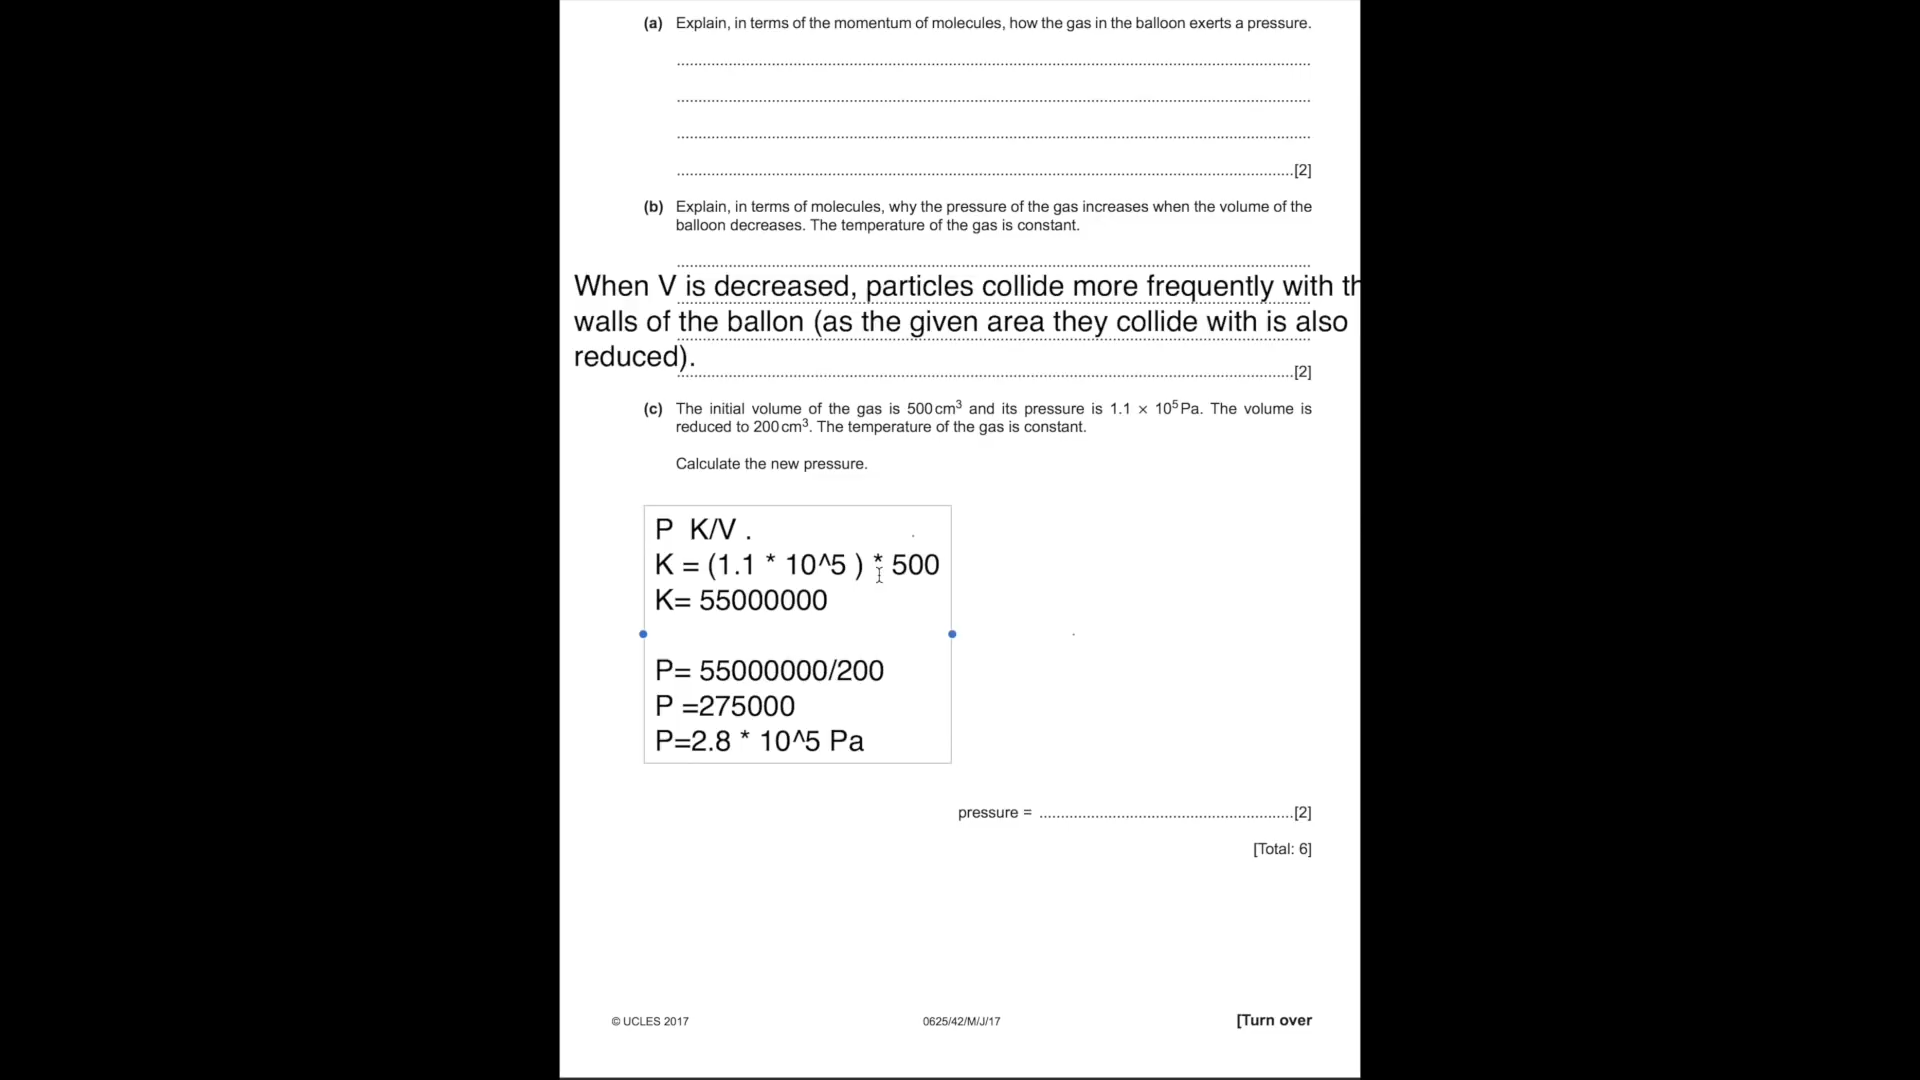 (a) Explain, in terms of the momentum of molecules, how the gas in the balloon exerts a pressure.
[2]
(b) Explain, in terms of molecules, why the pressure of the gas increases when the volume of the
balloon decreases. The temperature of the gas is constant.
When V is decreased, particles collide more frequently with th
walls of the ballon (as the given area they collide with is also
reduced).
[2]
(c) The initial volume of the gas is 500 cm³ and its pressure is 1.1 × 10⁵ Pa. The volume is
reduced to 200 cm³. The temperature of the gas is constant.
Calculate the new pressure.
P K/V .
K = (1.1 * 10^5 ) * 500
K= 55000000
P= 55000000/200
P =275000
P=2.8 * 10^5 Pa
pressure = ............................................................[2]
[Total: 6]
© UCLES 2017
0625/42/M/J/17
[Turn over